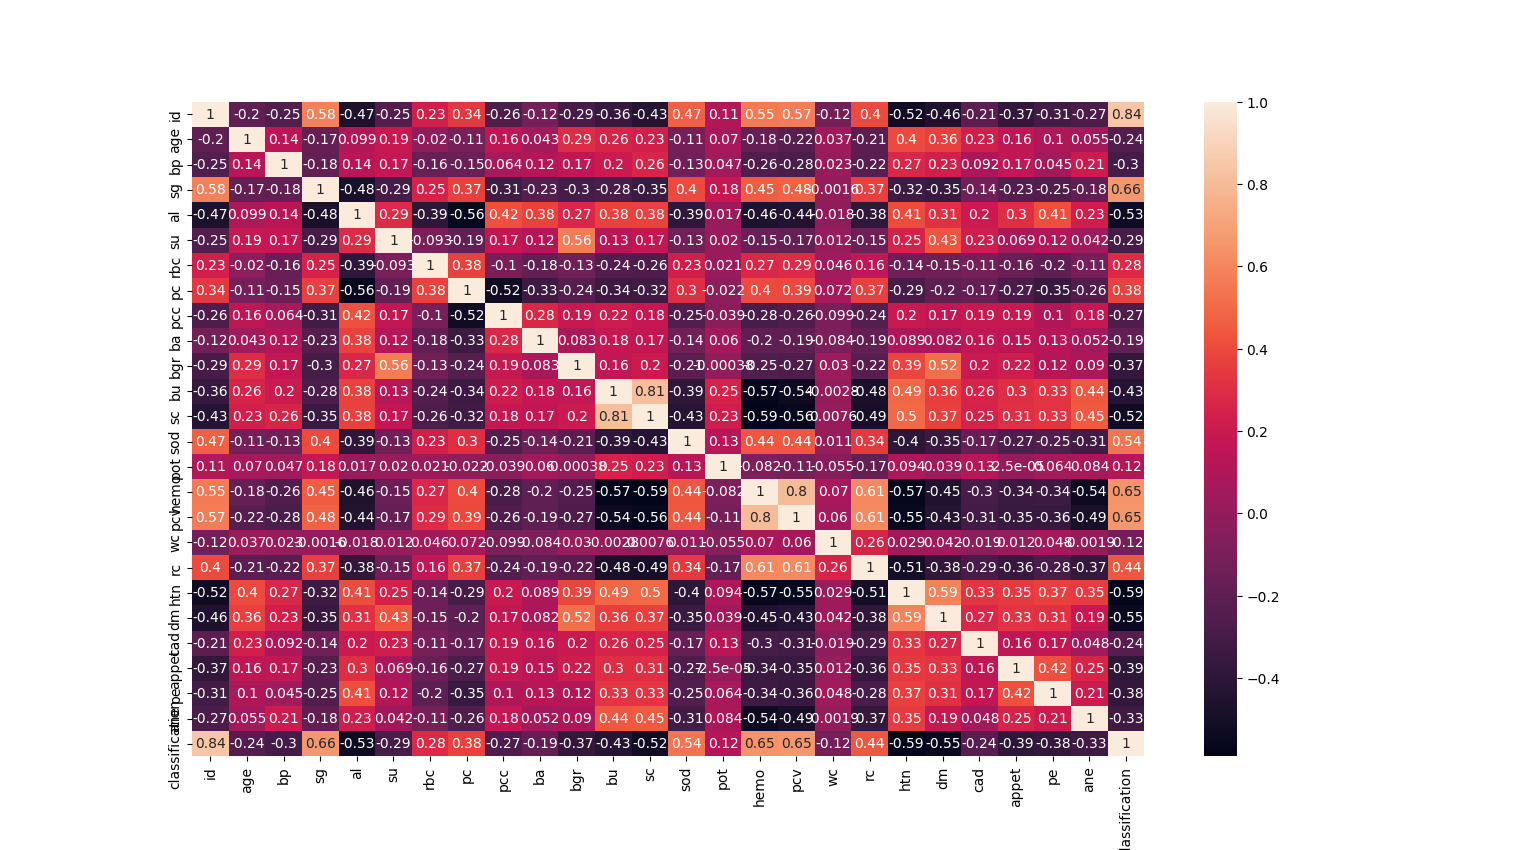 id 1 -0.2 -0.25 0.58 -0.47 -0.25 0.23 0.34 -0.26 -0.12 -0.29 -0.36 -0.43 0.47 0.11 0.55 0.57 -0.12 0.4 -0.52 -0.46 -0.21 -0.37 -0.31 -0.27 0.84 1.0
age -0.2 1 0.14 -0.17 0.099 0.19 -0.02 -0.11 0.16 0.043 0.29 0.26 0.23 -0.11 0.07 -0.18 -0.22 0.037 -0.21 0.4 0.36 0.23 0.16 0.1 0.055 -0.24
bp -0.25 0.14 1 -0.18 0.14 0.17 -0.16 -0.15 0.064 0.12 0.17 0.2 0.26 -0.13 0.047 -0.26 -0.28 0.023 -0.22 0.27 0.23 0.092 0.17 0.045 0.21 -0.3
sg 0.58 -0.17 -0.18 1 -0.48 -0.29 0.25 0.37 -0.31 -0.23 -0.3 -0.28 -0.35 0.4 0.18 0.45 0.48 -0.0016 0.37 -0.32 -0.35 -0.14 -0.23 -0.25 -0.18 0.66 0.8
al -0.47 0.099 0.14 -0.48 1 0.29 -0.39 -0.56 0.42 0.38 0.27 0.38 0.38 -0.39 0.017 -0.46 -0.44 -0.018 -0.38 0.41 0.31 0.2 0.3 0.41 0.23 -0.53
su -0.25 0.19 0.17 -0.29 0.29 1 -0.093 -0.19 0.17 0.12 0.56 0.13 0.17 -0.13 0.02 -0.15 -0.17 0.012 -0.15 0.25 0.43 0.23 0.069 0.12 0.042 -0.29
rbc 0.23 -0.02 -0.16 0.25 -0.39 -0.093 1 0.38 -0.1 -0.18 -0.13 -0.24 -0.26 0.23 0.021 0.27 0.29 0.046 0.16 -0.14 -0.15 -0.11 -0.16 -0.2 -0.11 0.28 0.6
pc 0.34 -0.11 -0.15 0.37 -0.56 -0.19 0.38 1 -0.52 -0.33 -0.24 -0.34 -0.32 0.3 -0.022 0.4 0.39 0.072 0.37 -0.29 -0.2 -0.17 -0.27 -0.35 -0.26 0.38
pcc -0.26 0.16 0.064 -0.31 0.42 0.17 -0.1 -0.52 1 0.28 0.19 0.22 0.18 -0.25 -0.039 -0.28 -0.26 -0.099 -0.24 0.2 0.17 0.19 0.19 0.1 0.18 -0.27
ba -0.12 0.043 0.12 -0.23 0.38 0.12 -0.18 -0.33 0.28 1 0.083 0.18 0.17 -0.14 0.06 -0.2 -0.19 -0.084 -0.19 0.089 0.082 0.16 0.15 0.13 0.052 -0.19 0.4
bgr -0.29 0.29 0.17 -0.3 0.27 0.56 -0.13 -0.24 0.19 0.083 1 0.16 0.2 -0.21 -0.00038 -0.25 -0.27 0.03 -0.22 0.39 0.52 0.2 0.22 0.12 0.09 -0.37
bu -0.36 0.26 0.2 -0.28 0.38 0.13 -0.24 -0.34 0.22 0.18 0.16 1 0.81 -0.39 0.25 -0.57 -0.54 -0.0028 -0.48 0.49 0.36 0.26 0.3 0.33 0.44 -0.43
sc -0.43 0.23 0.26 -0.35 0.38 0.17 -0.26 -0.32 0.18 0.17 0.2 0.81 1 -0.43 0.23 -0.59 -0.56 0.0076 -0.49 0.5 0.37 0.25 0.31 0.33 0.45 -0.52 0.2
sod 0.47 -0.11 -0.13 0.4 -0.39 -0.13 0.23 0.3 -0.25 -0.14 -0.21 -0.39 -0.43 1 0.13 0.44 0.44 0.011 0.34 -0.4 -0.35 -0.17 -0.27 -0.25 -0.31 0.54
pot 0.11 0.07 0.047 0.18 0.017 0.02 0.021 -0.022 -0.039 0.06 -0.00038 0.25 0.23 0.13 1 -0.082 -0.11 -0.055 -0.17 0.094 0.039 0.13 -2.5e-05 0.064 0.084 0.12
hemo 0.55 -0.18 -0.26 0.45 -0.46 -0.15 0.27 0.4 -0.28 -0.2 -0.25 -0.57 -0.59 0.44 -0.082 1 0.8 0.07 0.61 -0.57 -0.45 -0.3 -0.34 -0.34 -0.54 0.65
pcv 0.57 -0.22 -0.28 0.48 -0.44 -0.17 0.29 0.39 -0.26 -0.19 -0.27 -0.54 -0.56 0.44 -0.11 0.8 1 0.06 0.61 -0.55 -0.43 -0.31 -0.35 -0.36 -0.49 0.65 0.0
wc -0.12 0.037 0.023 -0.0016 -0.018 0.012 0.046 0.072 -0.099 -0.084 0.03 -0.0028 0.0076 0.011 -0.055 0.07 0.06 1 0.26 0.029 0.042 -0.019 0.012 0.048 -0.0019 -0.12
rc 0.4 -0.21 -0.22 0.37 -0.38 -0.15 0.16 0.37 -0.24 -0.19 -0.22 -0.48 -0.49 0.34 -0.17 0.61 0.61 0.26 1 -0.51 -0.38 -0.29 -0.36 -0.28 -0.37 0.44
htn -0.52 0.4 0.27 -0.32 0.41 0.25 -0.14 -0.29 0.2 0.089 0.39 0.49 0.5 -0.4 0.094 -0.57 -0.55 0.029 -0.51 1 0.59 0.33 0.35 0.37 0.35 -0.59 −0.2
dm -0.46 0.36 0.23 -0.35 0.31 0.43 -0.15 -0.2 0.17 0.082 0.52 0.36 0.37 -0.35 0.039 -0.45 -0.43 0.042 -0.38 0.59 1 0.27 0.33 0.31 0.19 -0.55
cad -0.21 0.23 0.092 -0.14 0.2 0.23 -0.11 -0.17 0.19 0.16 0.2 0.26 0.25 -0.17 0.13 -0.3 -0.31 -0.019 -0.29 0.33 0.27 1 0.16 0.17 0.048 -0.24
appet -0.37 0.16 0.17 -0.23 0.3 0.069 -0.16 -0.27 0.19 0.15 0.22 0.3 0.31 -0.27 -2.5e-05 -0.34 -0.35 0.012 -0.36 0.35 0.33 0.16 1 0.42 0.25 -0.39 −0.4
pe -0.31 0.1 0.045 -0.25 0.41 0.12 -0.2 -0.35 0.1 0.13 0.12 0.33 0.33 -0.25 0.064 -0.34 -0.36 0.048 -0.28 0.37 0.31 0.17 0.42 1 0.21 -0.38
ane -0.27 0.055 0.21 -0.18 0.23 0.042 -0.11 -0.26 0.18 0.052 0.09 0.44 0.45 -0.31 0.084 -0.54 -0.49 -0.0019 -0.37 0.35 0.19 0.048 0.25 0.21 1 -0.33
classification 0.84 -0.24 -0.3 0.66 -0.53 -0.29 0.28 0.38 -0.27 -0.19 -0.37 -0.43 -0.52 0.54 0.12 0.65 0.65 -0.12 0.44 -0.59 -0.55 -0.24 -0.39 -0.38 -0.33 1
id age bp sg al su rbc pc pcc ba bgr bu sc sod pot hemo pcv wc rc htn dm cad appet pe ane lassification